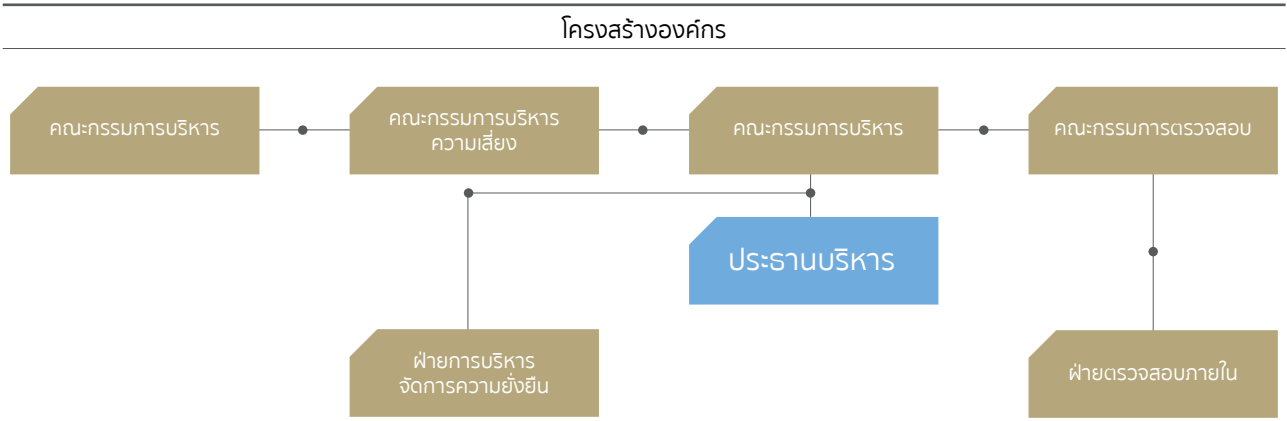 โครงสร้างองค์กร
คณะกรรมการบริหาร
คณะกรรมการบริหาร
ความเสี่ยง
คณะกรรมการบริหาร
คณะกรรมการตรวจสอบ
ประธานบริหาร
ฝ่ายการบริหาร
จัดการความยั่งยืน
ฝ่ายตรวจสอบภายใน